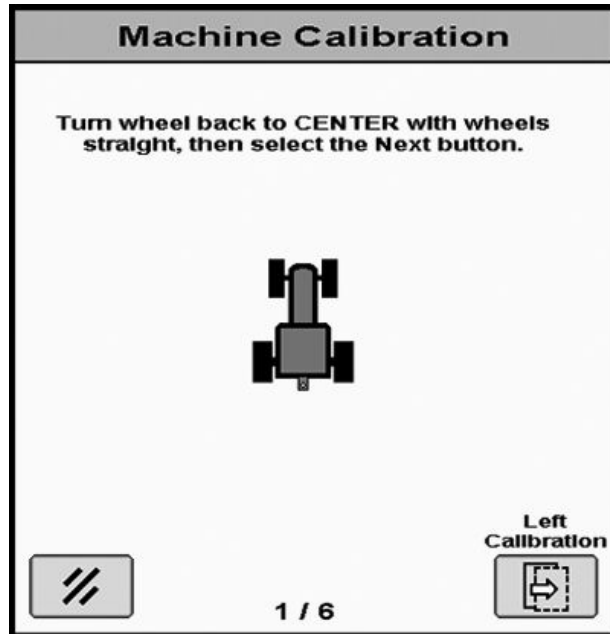 Machine Calibration
Turn wheel back to CENTER with wheels
straight, then select the Next button.
Left
Calibration
1 / 6